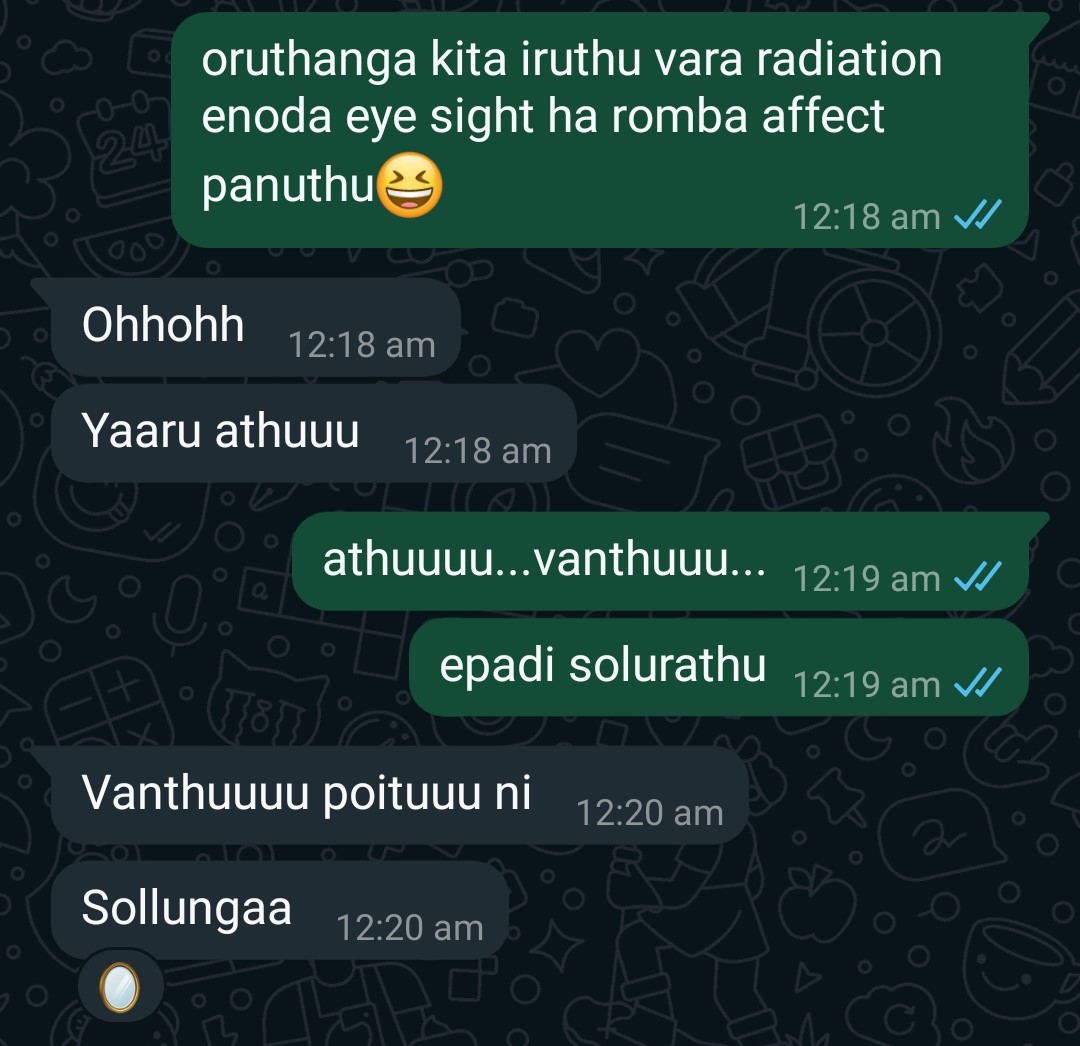 oruthanga kita iruthu vara radiation
enoda eye sight ha romba affect
panuthu😆
12:18 am
Ohhohh 12:18 am
Yaaru athuuu 12:18 am
athuuuu...vanthuuu... 12:19 am
epadi solurathu 12:19 am
Vanthuuuu poituuu ni 12:20 am
Sollungaa 12:20 am
🪞